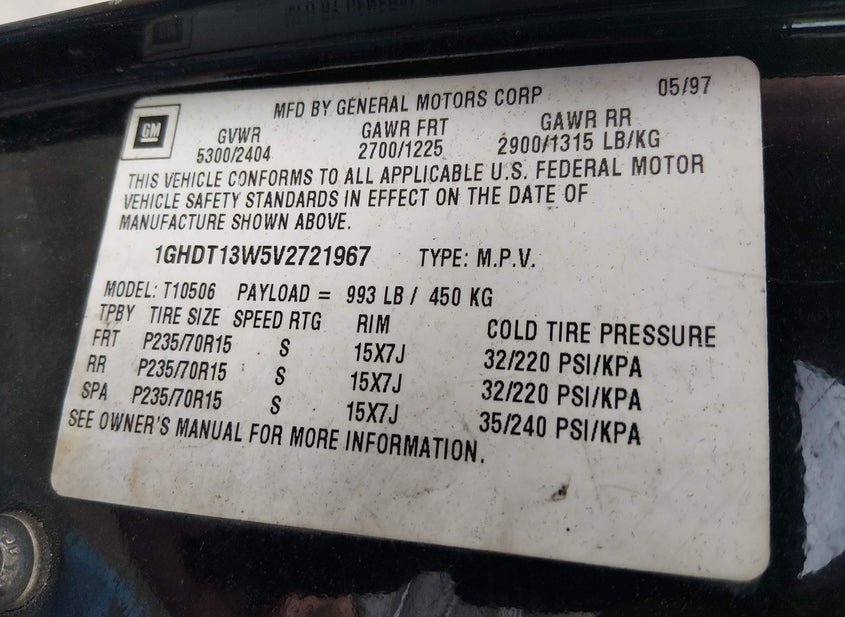 MFD BY GENERAL MOTORS CORP 05/97
GM
GVWR GAWR FRT GAWR RR
5300/2404 2700/1225 2900/1315 LB/KG
THIS VEHICLE CONFORMS TO ALL APPLICABLE U.S. FEDERAL MOTOR
VEHICLE SAFETY STANDARDS IN EFFECT ON THE DATE OF
MANUFACTURE SHOWN ABOVE.
1GHDT13W5V2721967 TYPE: M.P.V.
MODEL: T10506 PAYLOAD = 993 LB / 450 KG
TPBY TIRE SIZE SPEED RTG RIM COLD TIRE PRESSURE
FRT P235/70R15 S 15X7J 32/220 PSI/KPA
RR P235/70R15 S 15X7J 32/220 PSI/KPA
SPA P235/70R15 S 15X7J 35/240 PSI/KPA
SEE OWNER'S MANUAL FOR MORE INFORMATION.